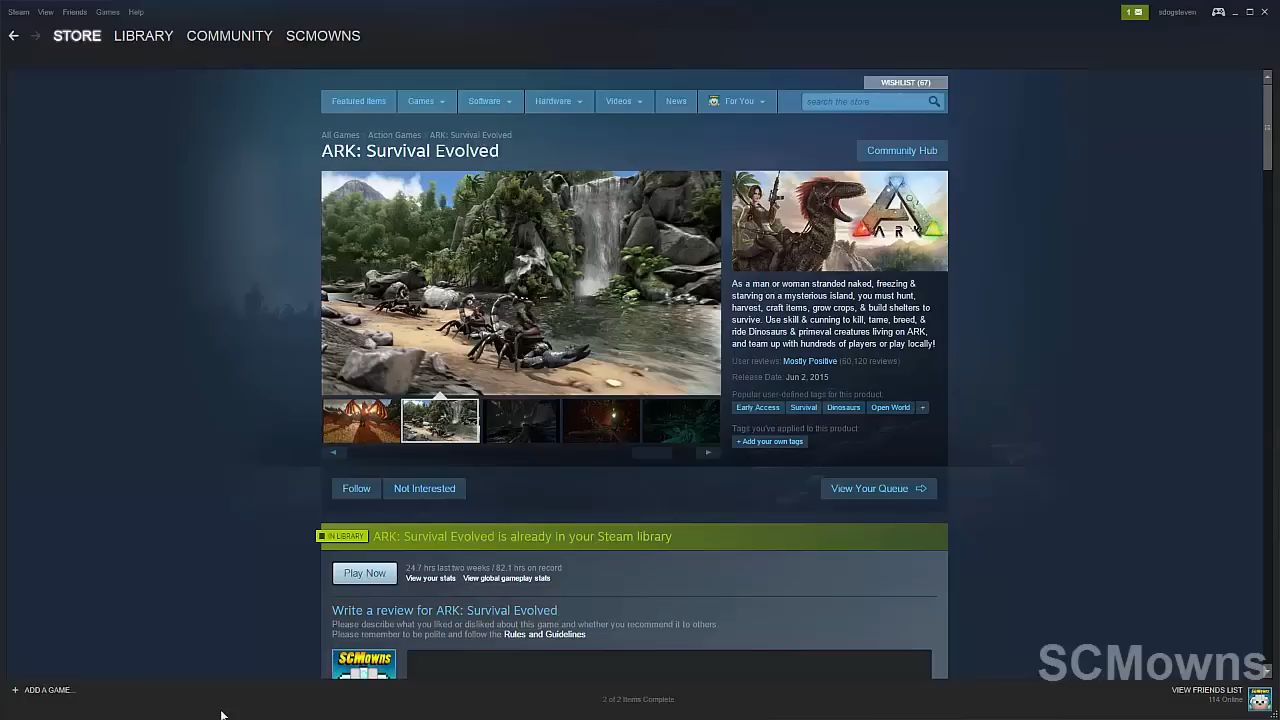 Steam View Friends Games Help
1
sdogsteven
STORE LIBRARY COMMUNITY SCMOWNS
WISHLIST (67)
Featured Items Games Software Hardware Videos News For You
search the store
All Games Action Games ARK: Survival Evolved
ARK: Survival Evolved
Community Hub
ARK
As a man or woman stranded naked, freezing &
starving on a mysterious island, you must hunt,
harvest, craft items, grow crops, & build shelters to
survive. Use skill & cunning to kill, tame, breed, &
ride Dinosaurs & primeval creatures living on ARK,
and team up with hundreds of players or play locally!
User reviews: Mostly Positive (60,120 reviews)
Release Date: Jun 2, 2015
Popular user-defined tags for this product:
Early Access Survival Dinosaurs Open World +
Tags you've applied to this product:
+ Add your own tags
Follow Not Interested
View Your Queue
IN LIBRARY
ARK: Survival Evolved is already in your Steam library
Play Now
24.7 hrs last two weeks / 82.1 hrs on record
View your stats View global gameplay stats
Write a review for ARK: Survival Evolved
Please describe what you liked or disliked about this game and whether you recommend it to others
Please remember to be polite and follow the Rules and Guidelines
SCMowns
SCMowns
+ ADD A GAME...
2 of 2 Items Complete
VIEW FRIENDS LIST
114 Online